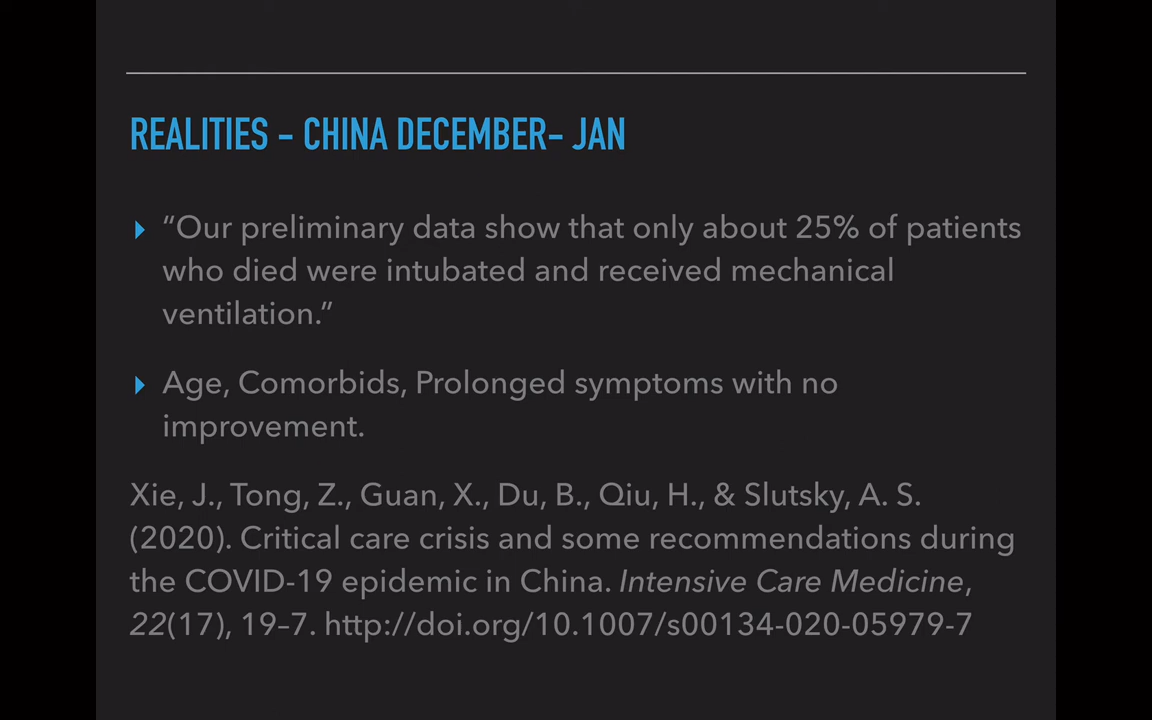 REALITIES - CHINA DECEMBER- JAN
“Our preliminary data show that only about 25% of patients
who died were intubated and received mechanical
ventilation.”
Age, Comorbids, Prolonged symptoms with no
improvement.
Xie, J., Tong, Z., Guan, X., Du, B., Qiu, H., & Slutsky, A. S.
(2020). Critical care crisis and some recommendations during
the COVID-19 epidemic in China. Intensive Care Medicine,
22(17), 19–7. http://doi.org/10.1007/s00134-020-05979-7